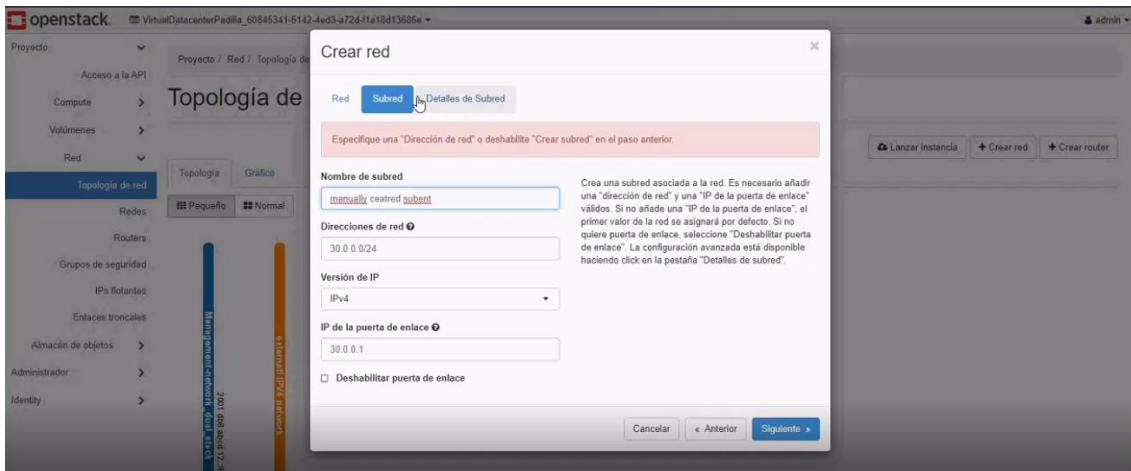 openstack.
VirtualDatacenterPadilla_60845341-5142-4ed3-a72d-f1a18d13686e
admin
Proyecto
Acceso a la API
Compute
Volúmenes
Red
Topología de red
Redes
Routers
Grupos de seguridad
IPs flotantes
Enlaces troncales
Almacén de objetos
Administrador
Identity
Proyecto / Red / Topología de
Topología de
Topología
Gráfico
Pequeño
Normal
Lanzar instancia
+ Crear red
+ Crear router
Management-network_dual_stack
Crear red
×
Red
Subred
Detalles de Subred
Especifique una "Dirección de red" o deshabilite "Crear subred" en el paso anterior.
Nombre de subred
manually ceatred subent
Direcciones de red
30.0.0.0/24
Versión de IP
IPv4
IP de la puerta de enlace
30.0.0.1
Deshabilitar puerta de enlace
Crea una subred asociada a la red. Es necesario añadir
una "dirección de red" y una "IP de la puerta de enlace"
válidos. Si no añade una "IP de la puerta de enlace", el
primer valor de la red se asignará por defecto. Si no
quiere puerta de enlace, seleccione "Deshabilitar puerta
de enlace". La configuración avanzada está disponible
haciendo click en la pestaña "Detalles de subred".
Cancelar
« Anterior
Siguiente »